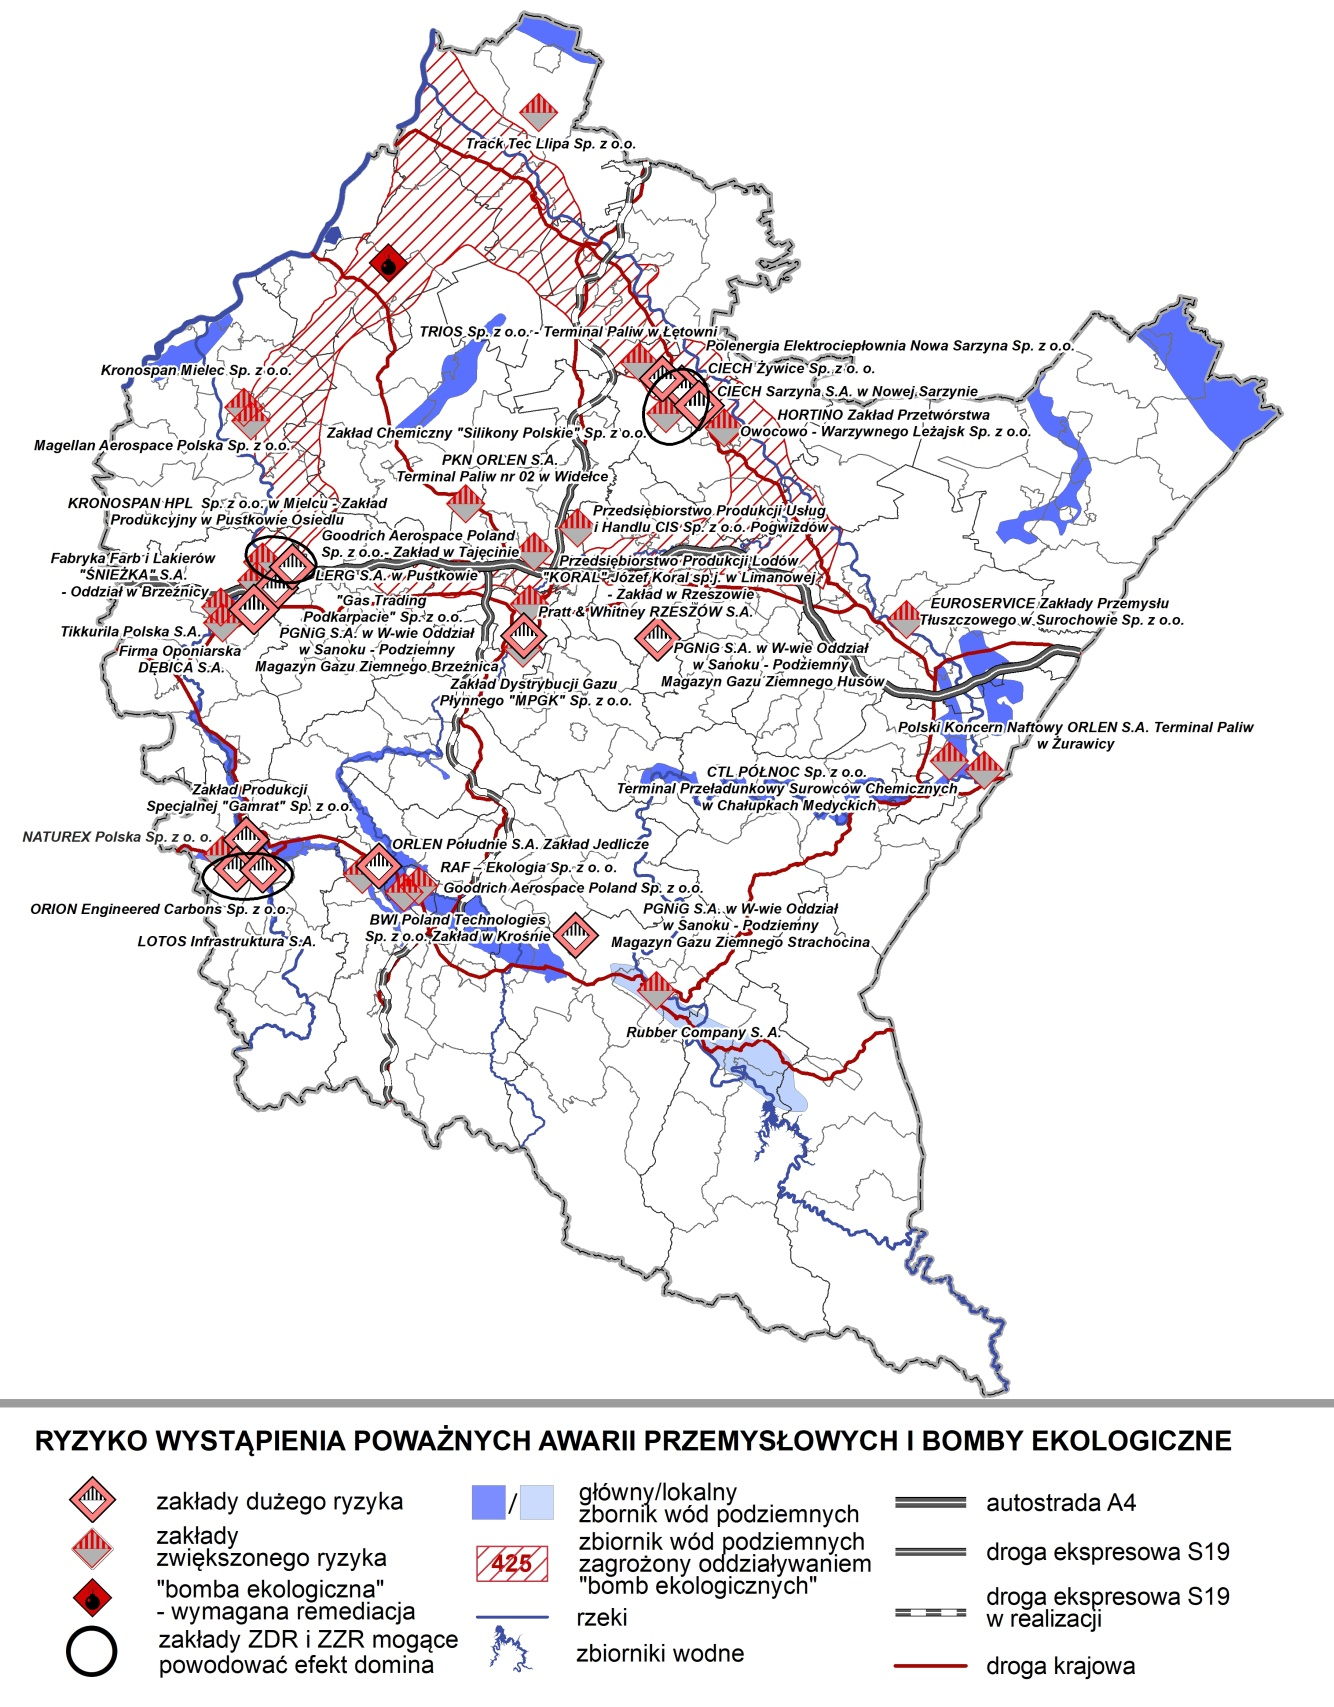 Track Tec Llipa Sp. z o.o.
TRIOS Sp. z o.o. - Terminal Paliw w Łętowni
Polenergia Elektrociepłownia Nowa Sarzyna Sp. z o.o.
Kronospan Mielec Sp. z o.o.
CIECH Żywice Sp. z o. o.
CIECH Sarzyna S.A. w Nowej Sarzynie
HORTINO Zakład Przetwórstwa
Owocowo - Warzywnego Leżajsk Sp. z o.o.
Zakład Chemiczny "Silikony Polskie" Sp. z o.o.
Magellan Aerospace Polska Sp. z o.o.
PKN ORLEN S.A.
Terminal Paliw nr 02 w Widełce
KRONOSPAN HPL Sp. z o.o. w Mielcu - Zakład
Produkcyjny w Pustkowie Osiedlu
Przedsiębiorstwo Produkcji Usług
i Handlu CIS Sp. z o.o. Pogwizdów
Goodrich Aerospace Poland
Sp. z o.o.- Zakład w Tajęcinie
Fabryka Farb i Lakierów
"ŚNIEŻKA" S.A.
- Oddział w Brzeźnicy
LERG S.A. w Pustkowie
Przedsiębiorstwo Produkcji Lodów
"KORAL" Józef Koral sp.j. w Limanowej
- Zakład w Rzeszowie
"Gas Trading
Podkarpacie" Sp. z o.o.
Pratt & Whitney RZESZÓW S.A.
EUROSERVICE Zakłady Przemysłu
Tłuszczowego w Surochowie Sp. z o.o.
Tikkurila Polska S.A.
PGNiG S.A. w W-wie Oddział
w Sanoku - Podziemny
Magazyn Gazu Ziemnego Brzeźnica
Firma Oponiarska
DĘBICA S.A.
PGNiG S.A. w W-wie Oddział
w Sanoku - Podziemny
Magazyn Gazu Ziemnego Husów
Zakład Dystrybucji Gazu
Płynnego "MPGK" Sp. z o.o.
Polski Koncern Naftowy ORLEN S.A. Terminal Paliw
w Żurawicy
CTL PÓŁNOC Sp. z o.o.
Terminal Przeładunkowy Surowców Chemicznych
w Chałupkach Medyckich
Zakład Produkcji
Specjalnej "Gamrat" Sp. z o.o.
NATUREX Polska Sp. z o. o.
ORLEN Południe S.A. Zakład Jedlicze
RAF – Ekologia Sp. z o. o.
Goodrich Aerospace Poland Sp. z o.o.
ORION Engineered Carbons Sp. z o.o.
BWI Poland Technologies
Sp. z o.o. Zakład w Krośnie
PGNiG S.A. w W-wie Oddział
w Sanoku - Podziemny
Magazyn Gazu Ziemnego Strachocina
LOTOS Infrastruktura S.A.
Rubber Company S. A.
RYZYKO WYSTĄPIENIA POWAŻNYCH AWARII PRZEMYSŁOWYCH I BOMBY EKOLOGICZNE
zakłady dużego ryzyka
zakłady
zwiększonego ryzyka
"bomba ekologiczna"
- wymagana remediacja
zakłady ZDR i ZZR mogące
powodować efekt domina
/
główny/lokalny
zbornik wód podziemnych
425
zbiornik wód podziemnych
zagrożony oddziaływaniem
"bomb ekologicznych"
rzeki
zbiorniki wodne
autostrada A4
droga ekspresowa S19
droga ekspresowa S19
w realizacji
droga krajowa